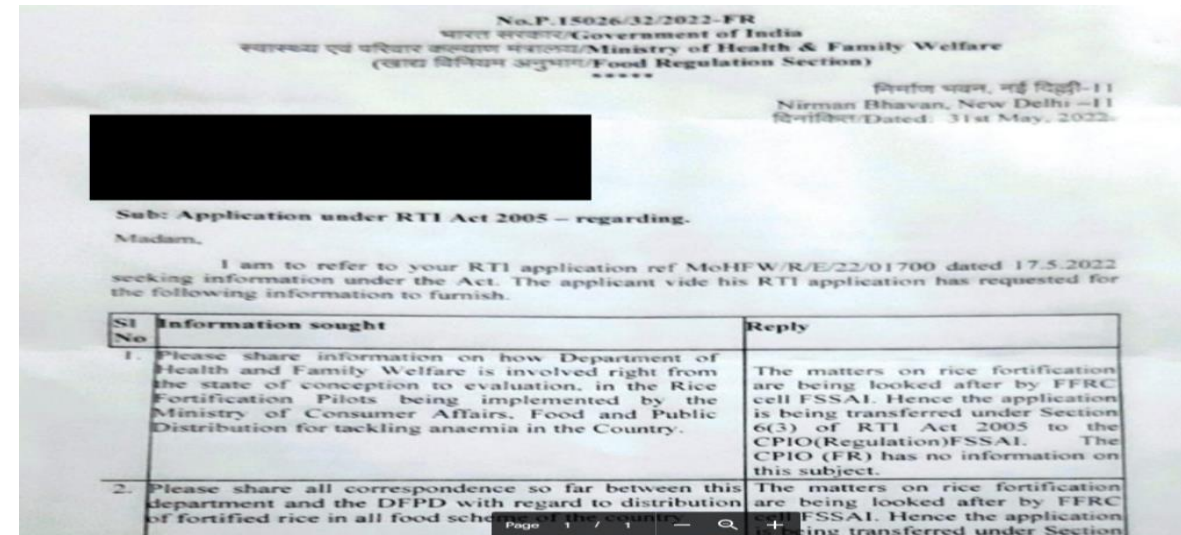 No.P.15026/32/2022-FR
भारत सरकार/Government of India
स्वास्थ्य एवं परिवार कल्याण मंत्रालय/Ministry of Health & Family Welfare
(खाद्य विनियम अनुभाग/Food Regulation Section)
*****
निर्माण भवन, नई दिल्ली-11
Nirman Bhavan, New Delhi –11
दिनांकित/Dated: 31st May, 2022
Sub: Application under RTI Act 2005 – regarding.
Madam,
I am to refer to your RTI application ref MoHFW/R/E/22/01700 dated 17.5.2022
seeking information under the Act. The applicant vide his RTI application has requested for
the following information to furnish.
Sl No
Information sought
Reply
1.
Please share information on how Department of
Health and Family Welfare is involved right from
the state of conception to evaluation, in the Rice
Fortification Pilots being implemented by the
Ministry of Consumer Affairs, Food and Public
Distribution for tackling anaemia in the Country.
The matters on rice fortification
are being looked after by FFRC
cell FSSAI. Hence the application
is being transferred under Section
6(3) of RTI Act 2005 to the
CPIO(Regulation)FSSAI. The
CPIO (FR) has no information on
this subject.
2.
Please share all correspondence so far between this
department and the DFPD with regard to distribution
of fortified rice in all food scheme of the country
The matters on rice fortification
are being looked after by FFRC
cell FSSAI. Hence the application
is being transferred under Section
Page 1 / 1 — +